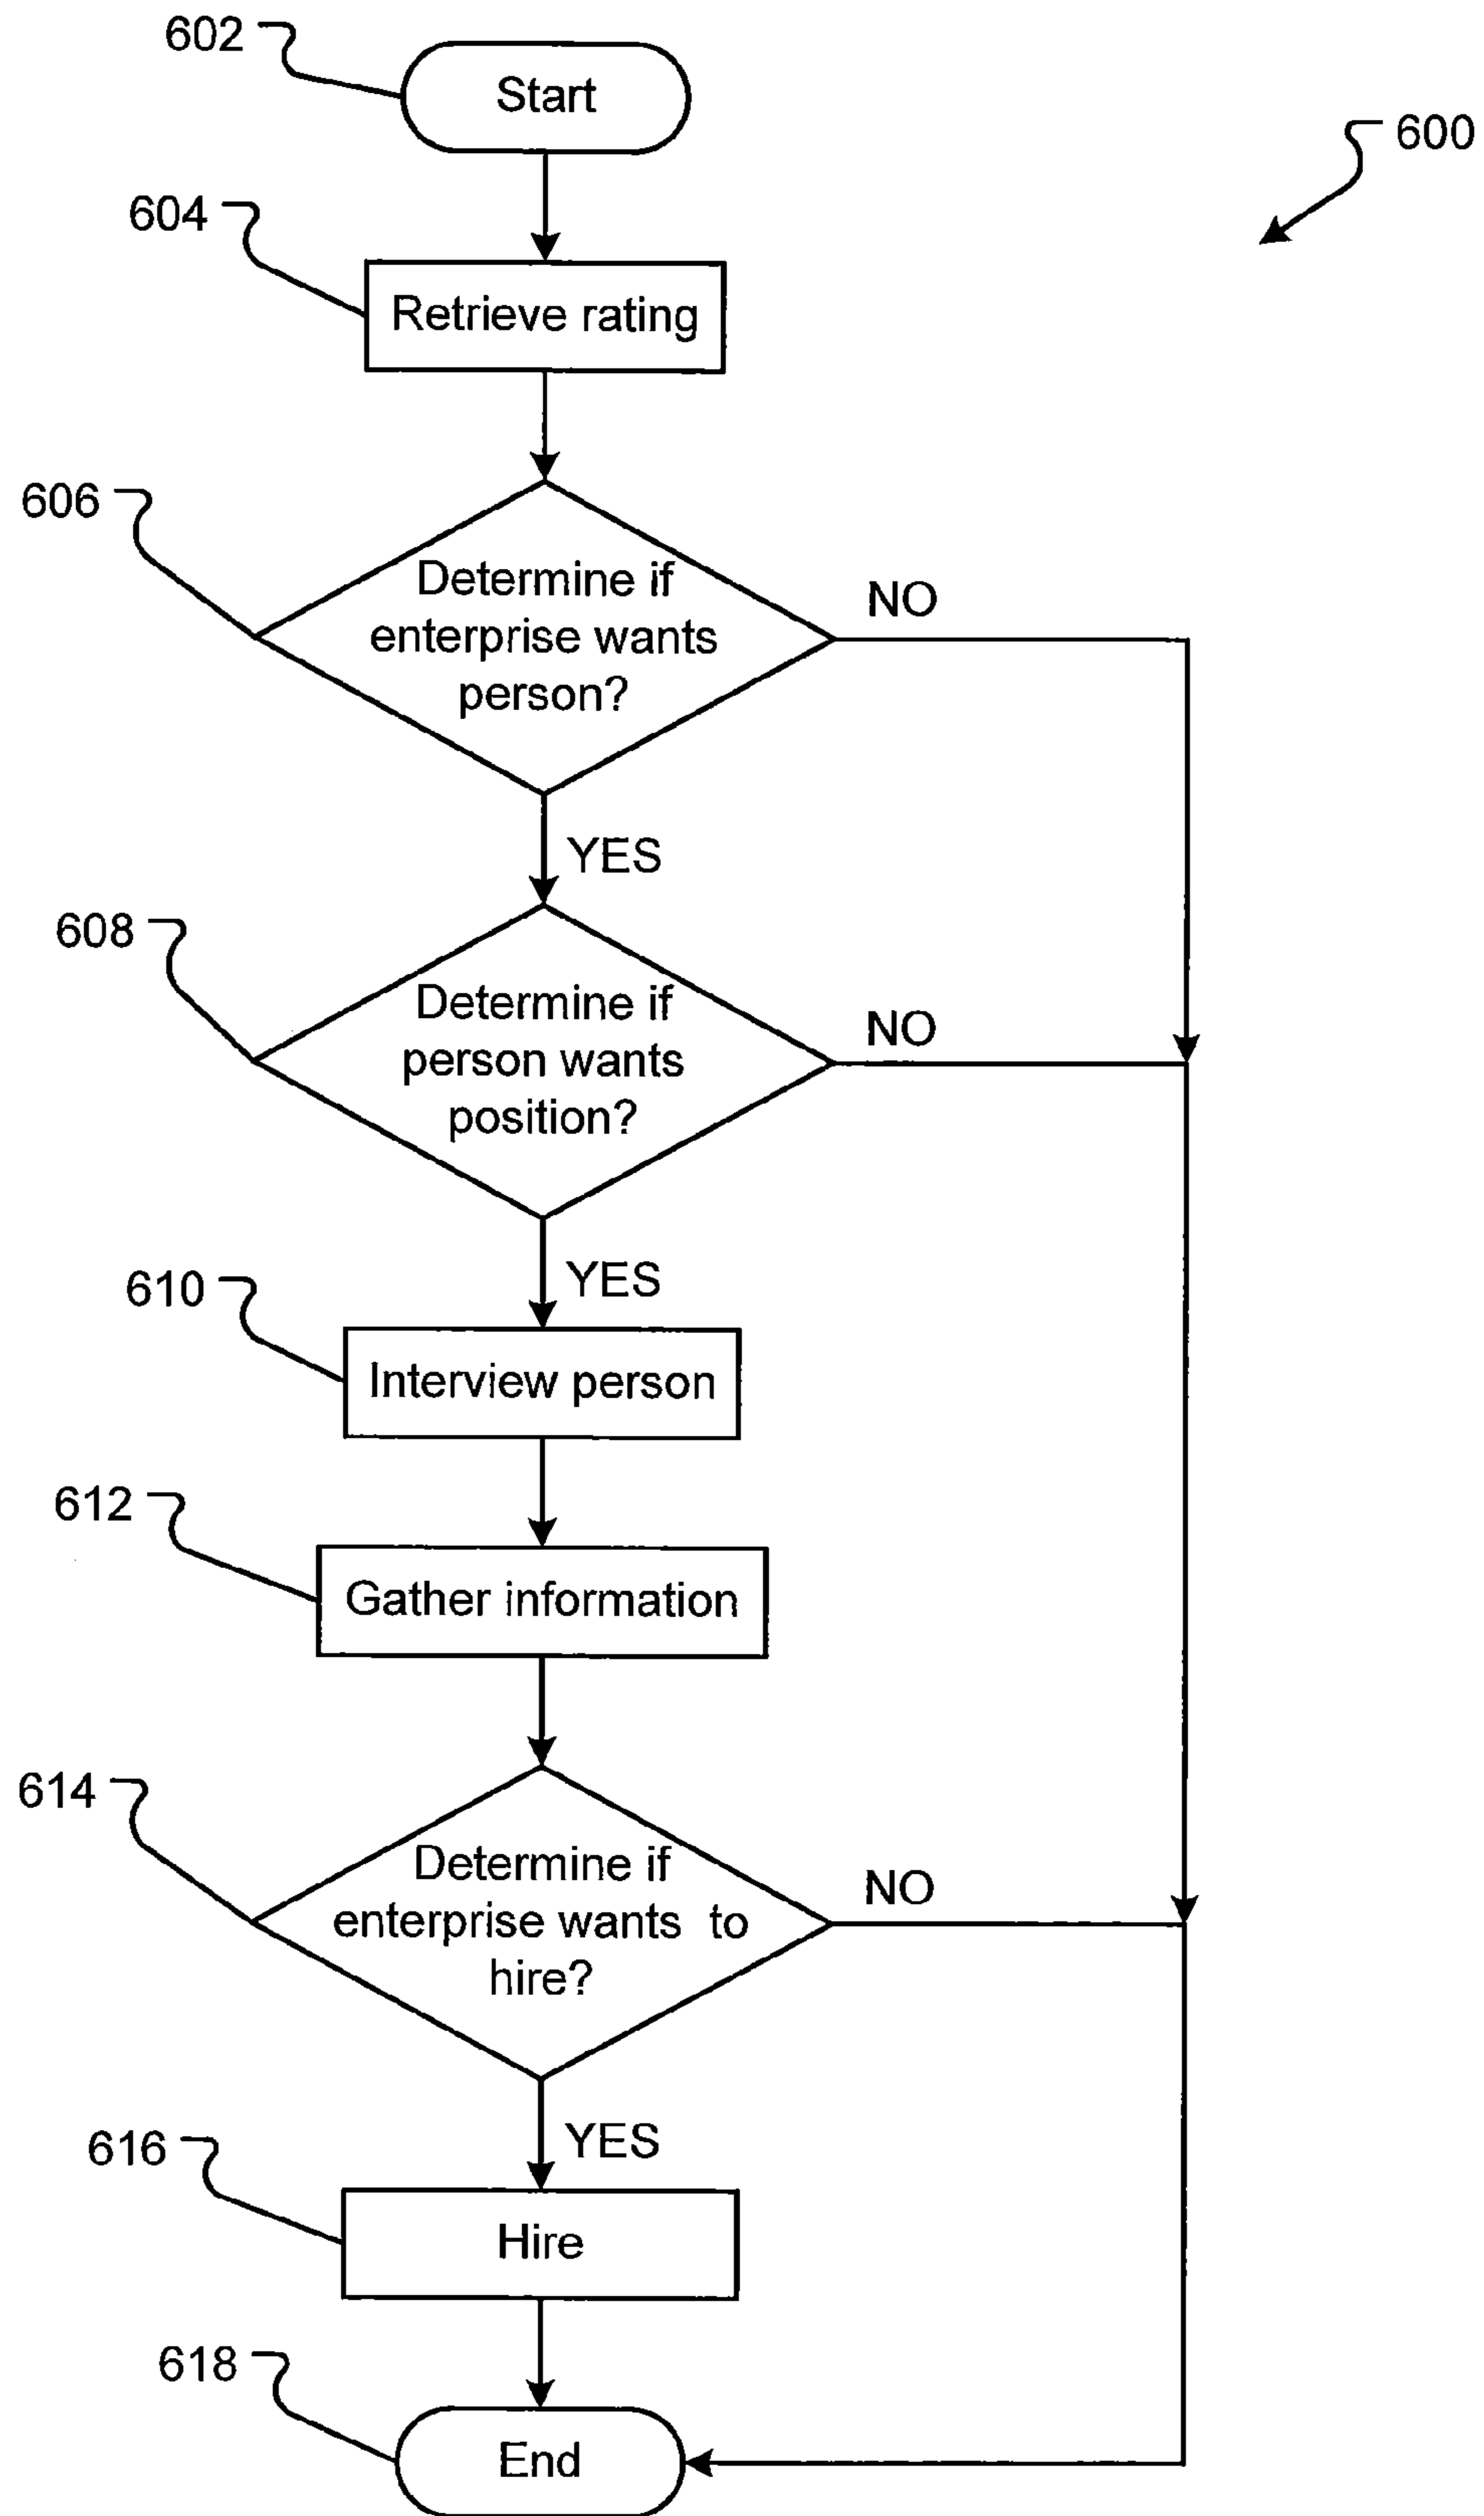 602
Start
600
604
Retrieve rating
606
Determine if
enterprise wants
person?
NO
YES
608
Determine if
person wants
position?
NO
YES
610
Interview person
612
Gather information
614
Determine if
enterprise wants to
hire?
NO
YES
616
Hire
618
End